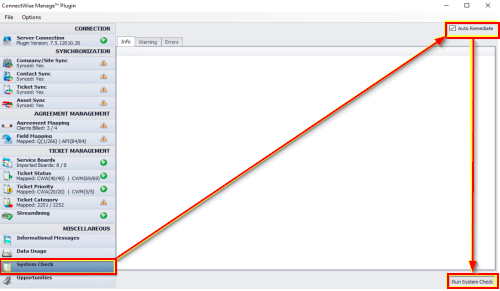 ConnectWise Manage™ Plugin
File Options
CONNECTION
Server Connection
Plugin Version: 7.5.12010.26
SYNCHRONIZATION
Company/Site Sync
Synced: Yes
Contact Sync
Synced: Yes
Ticket Sync
Synced: Yes
Asset Sync
Synced: Yes
AGREEMENT MANAGEMENT
Agreement Mapping
Clients Billed: 3 / 4
Field Mapping
Mapped: Q(1/266) | API(84/84)
TICKET MANAGEMENT
Service Boards
Imported Boards: 8 / 8
Ticket Status
Mapped: CWA(40/40) | CWM(69/69)
Ticket Priority
Mapped: CWA(20/20) | CWM(5/5)
Ticket Category
Mapped: 2251 / 2252
Streamlining
MISCELLANEOUS
Informational Messages
Data Usage
System Check
Opportunities
Info Warning Errors
Auto Remediate
Run System Check